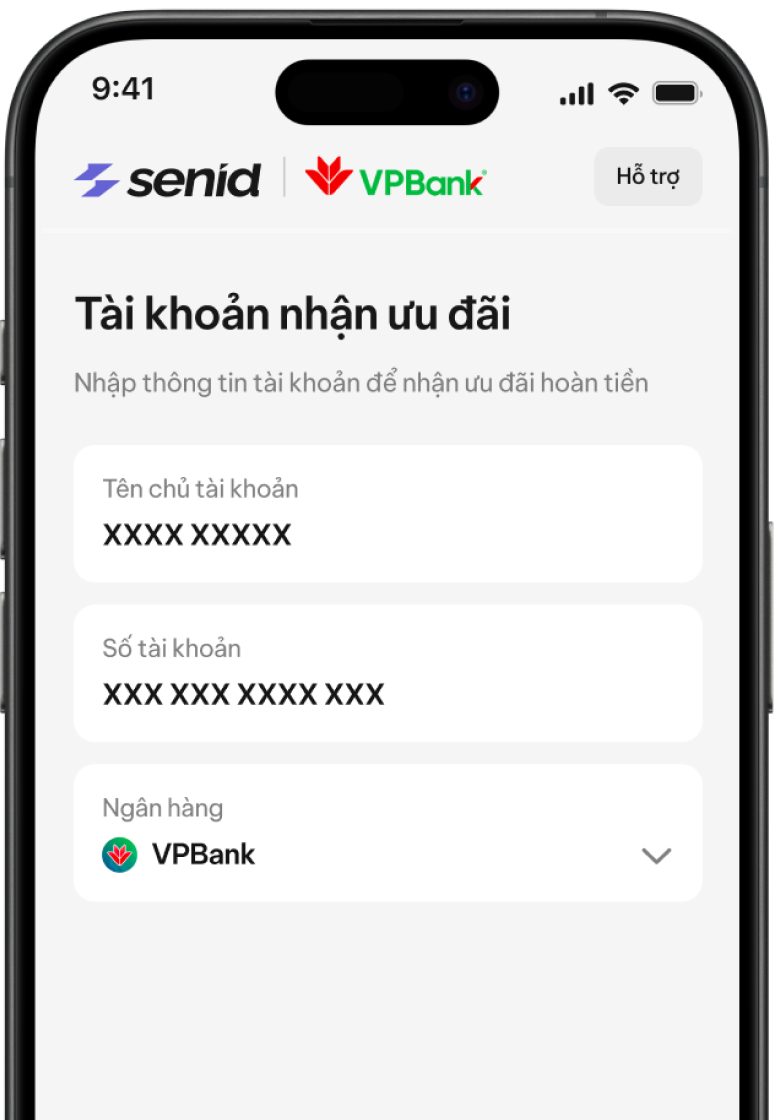 9:41
senid VPBank Hỗ trợ
Tài khoản nhận ưu đãi
Nhập thông tin tài khoản để nhận ưu đãi hoàn tiền
Tên chủ tài khoản
XXXX XXXXX
Số tài khoản
XXX XXX XXXX XXX
Ngân hàng
VPBank